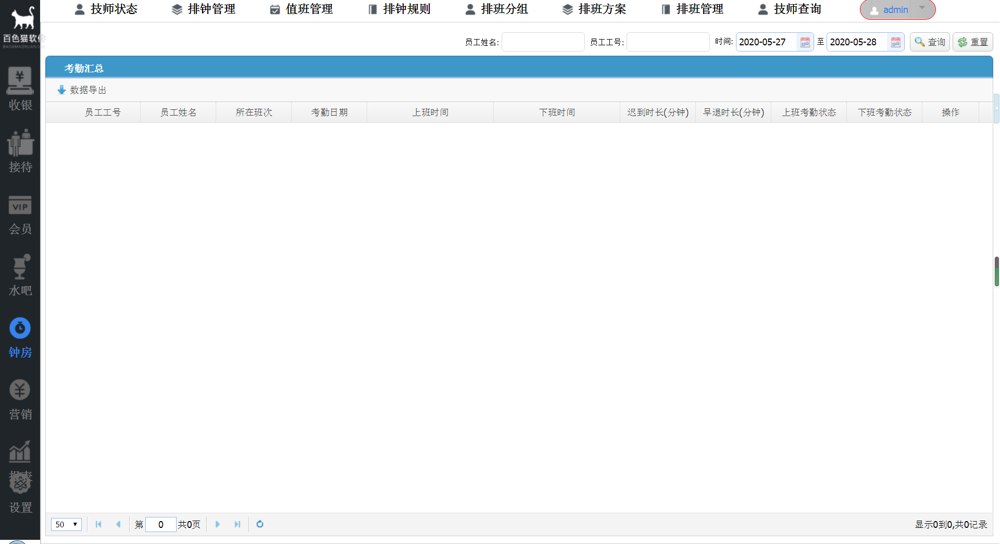 技师状态 排钟管理 值班管理 排钟规则 排班分组 排班方案 排班管理 技师查询 admin
百色猫软件
员工姓名: 员工工号: 时间: 2020-05-27 至 2020-05-28 查询 重置
考勤汇总
数据导出
员工工号 员工姓名 所在班次 考勤日期 上班时间 下班时间 迟到时长(分钟) 早退时长(分钟) 上班考勤状态 下班考勤状态 操作
收银
接待
VIP
会员
水吧
钟房
营销
报表
设置
50 第 0 共0页 显示0到0,共0记录